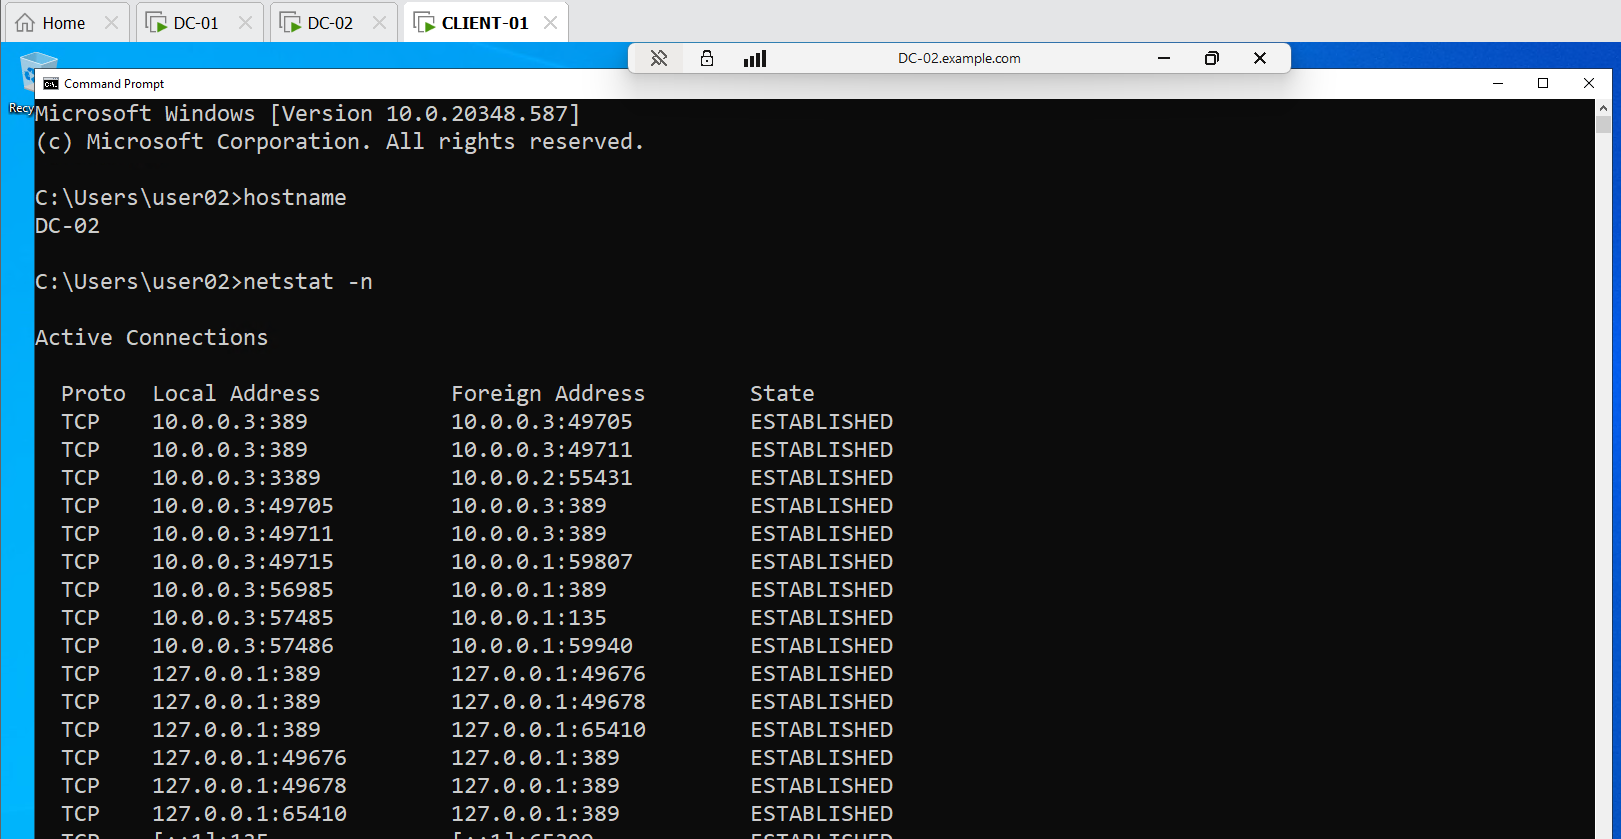 Home
DC-01
DC-02
CLIENT-01
DC-02.example.com
Recy
Command Prompt
Microsoft Windows [Version 10.0.20348.587]
(c) Microsoft Corporation. All rights reserved.
C:\Users\user02>hostname
DC-02
C:\Users\user02>netstat -n
Active Connections
Proto Local Address Foreign Address State
TCP 10.0.0.3:389 10.0.0.3:49705 ESTABLISHED
TCP 10.0.0.3:389 10.0.0.3:49711 ESTABLISHED
TCP 10.0.0.3:3389 10.0.0.2:55431 ESTABLISHED
TCP 10.0.0.3:49705 10.0.0.3:389 ESTABLISHED
TCP 10.0.0.3:49711 10.0.0.3:389 ESTABLISHED
TCP 10.0.0.3:49715 10.0.0.1:59807 ESTABLISHED
TCP 10.0.0.3:56985 10.0.0.1:389 ESTABLISHED
TCP 10.0.0.3:57485 10.0.0.1:135 ESTABLISHED
TCP 10.0.0.3:57486 10.0.0.1:59940 ESTABLISHED
TCP 127.0.0.1:389 127.0.0.1:49676 ESTABLISHED
TCP 127.0.0.1:389 127.0.0.1:49678 ESTABLISHED
TCP 127.0.0.1:389 127.0.0.1:65410 ESTABLISHED
TCP 127.0.0.1:49676 127.0.0.1:389 ESTABLISHED
TCP 127.0.0.1:49678 127.0.0.1:389 ESTABLISHED
TCP 127.0.0.1:65410 127.0.0.1:389 ESTABLISHED
TCP [::1]:135 ESTABLISHED